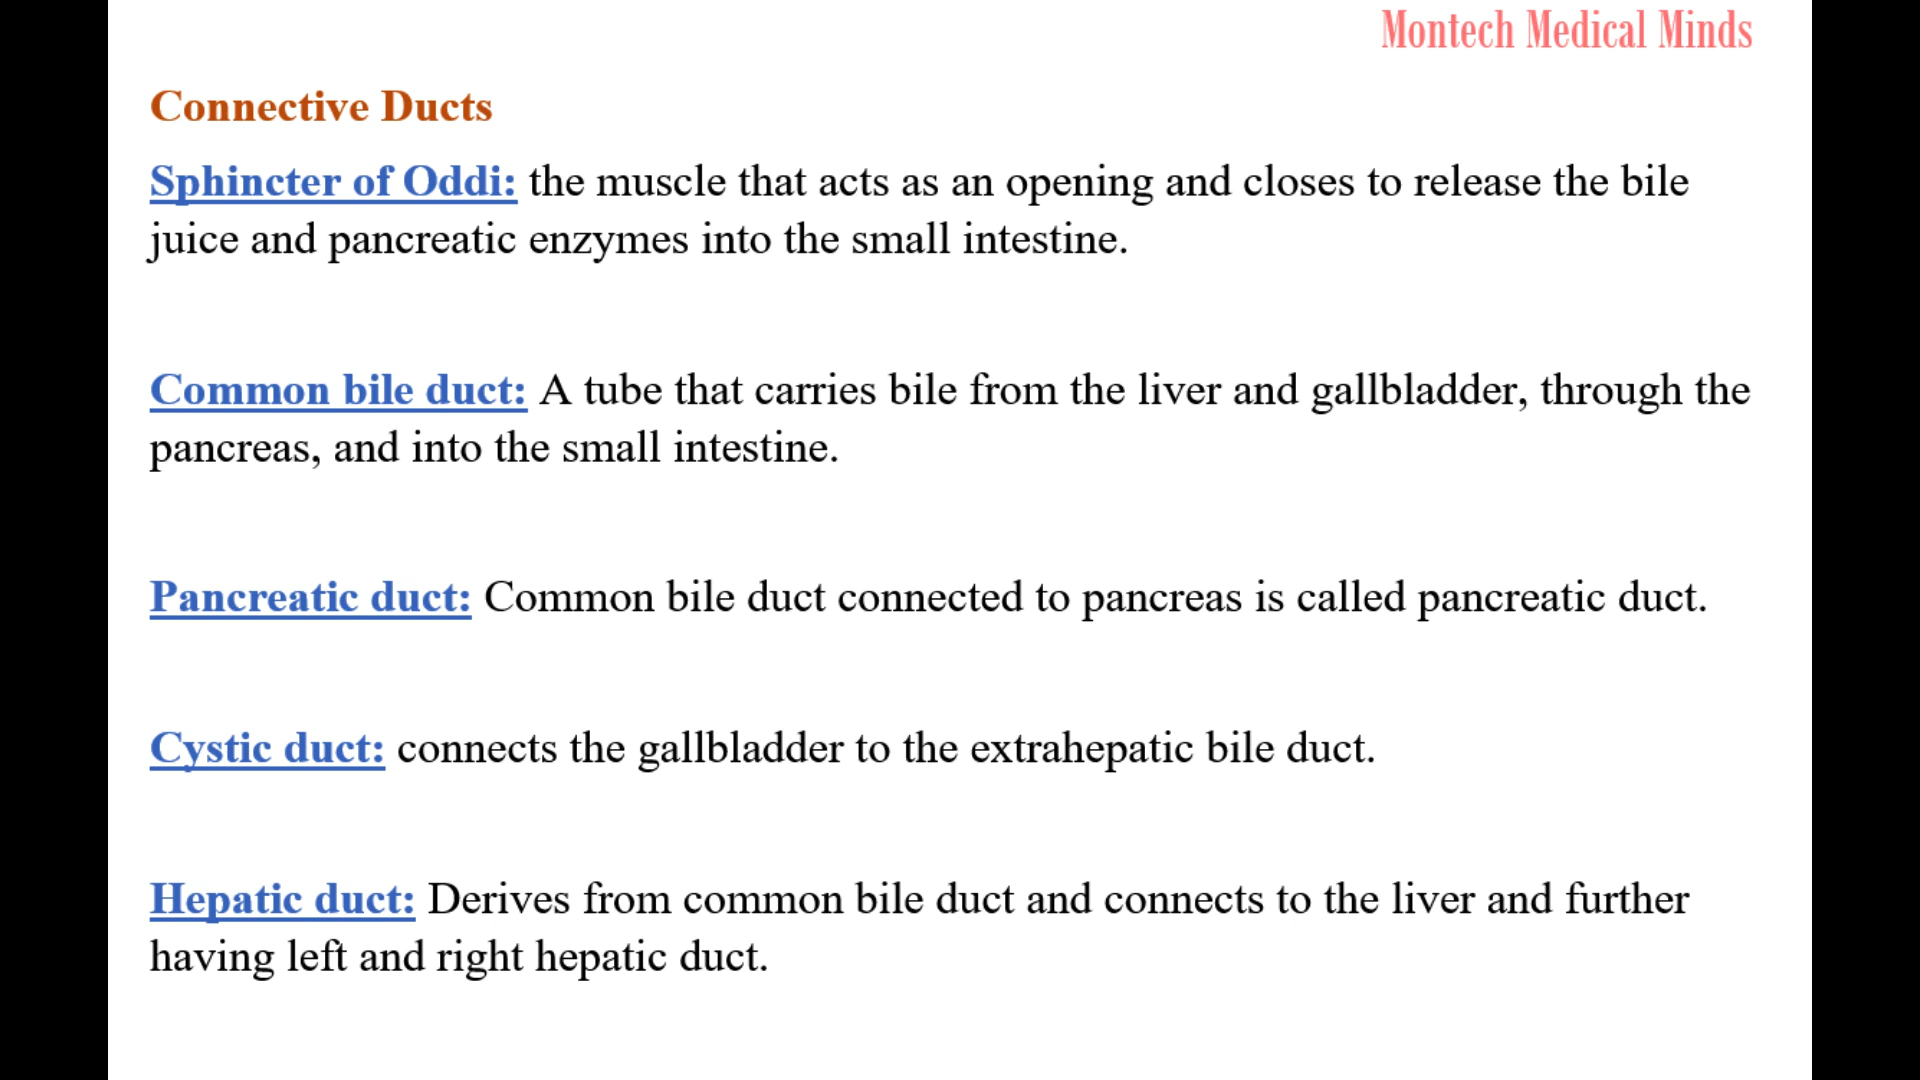 Montech Medical Minds
Connective Ducts
Sphincter of Oddi: the muscle that acts as an opening and closes to release the bile
juice and pancreatic enzymes into the small intestine.
Common bile duct: A tube that carries bile from the liver and gallbladder, through the
pancreas, and into the small intestine.
Pancreatic duct: Common bile duct connected to pancreas is called pancreatic duct.
Cystic duct: connects the gallbladder to the extrahepatic bile duct.
Hepatic duct: Derives from common bile duct and connects to the liver and further
having left and right hepatic duct.